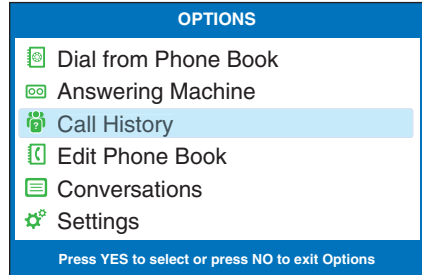 OPTIONS
Dial from Phone Book
Answering Machine
Call History
Edit Phone Book
Conversations
Settings
Press YES to select or press NO to exit Options